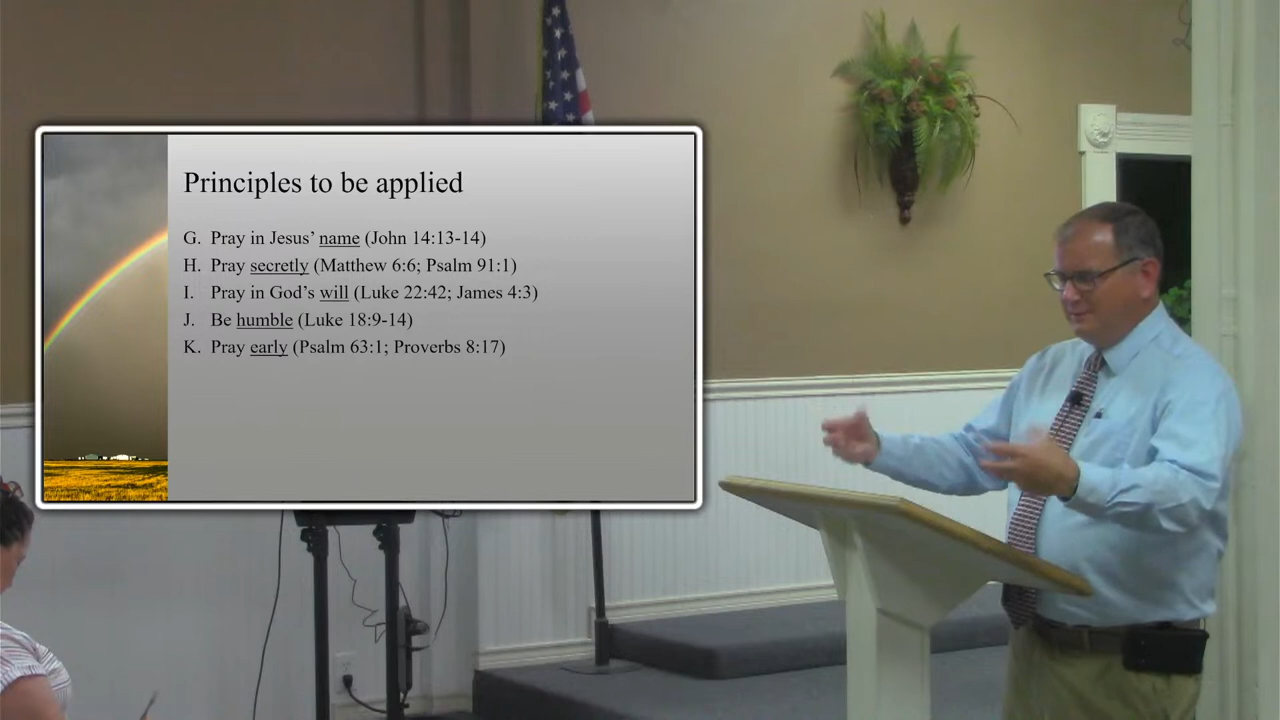 Principles to be applied
G. Pray in Jesus’ name (John 14:13-14)
H. Pray secretly (Matthew 6:6; Psalm 91:1)
I. Pray in God’s will (Luke 22:42; James 4:3)
J. Be humble (Luke 18:9-14)
K. Pray early (Psalm 63:1; Proverbs 8:17)